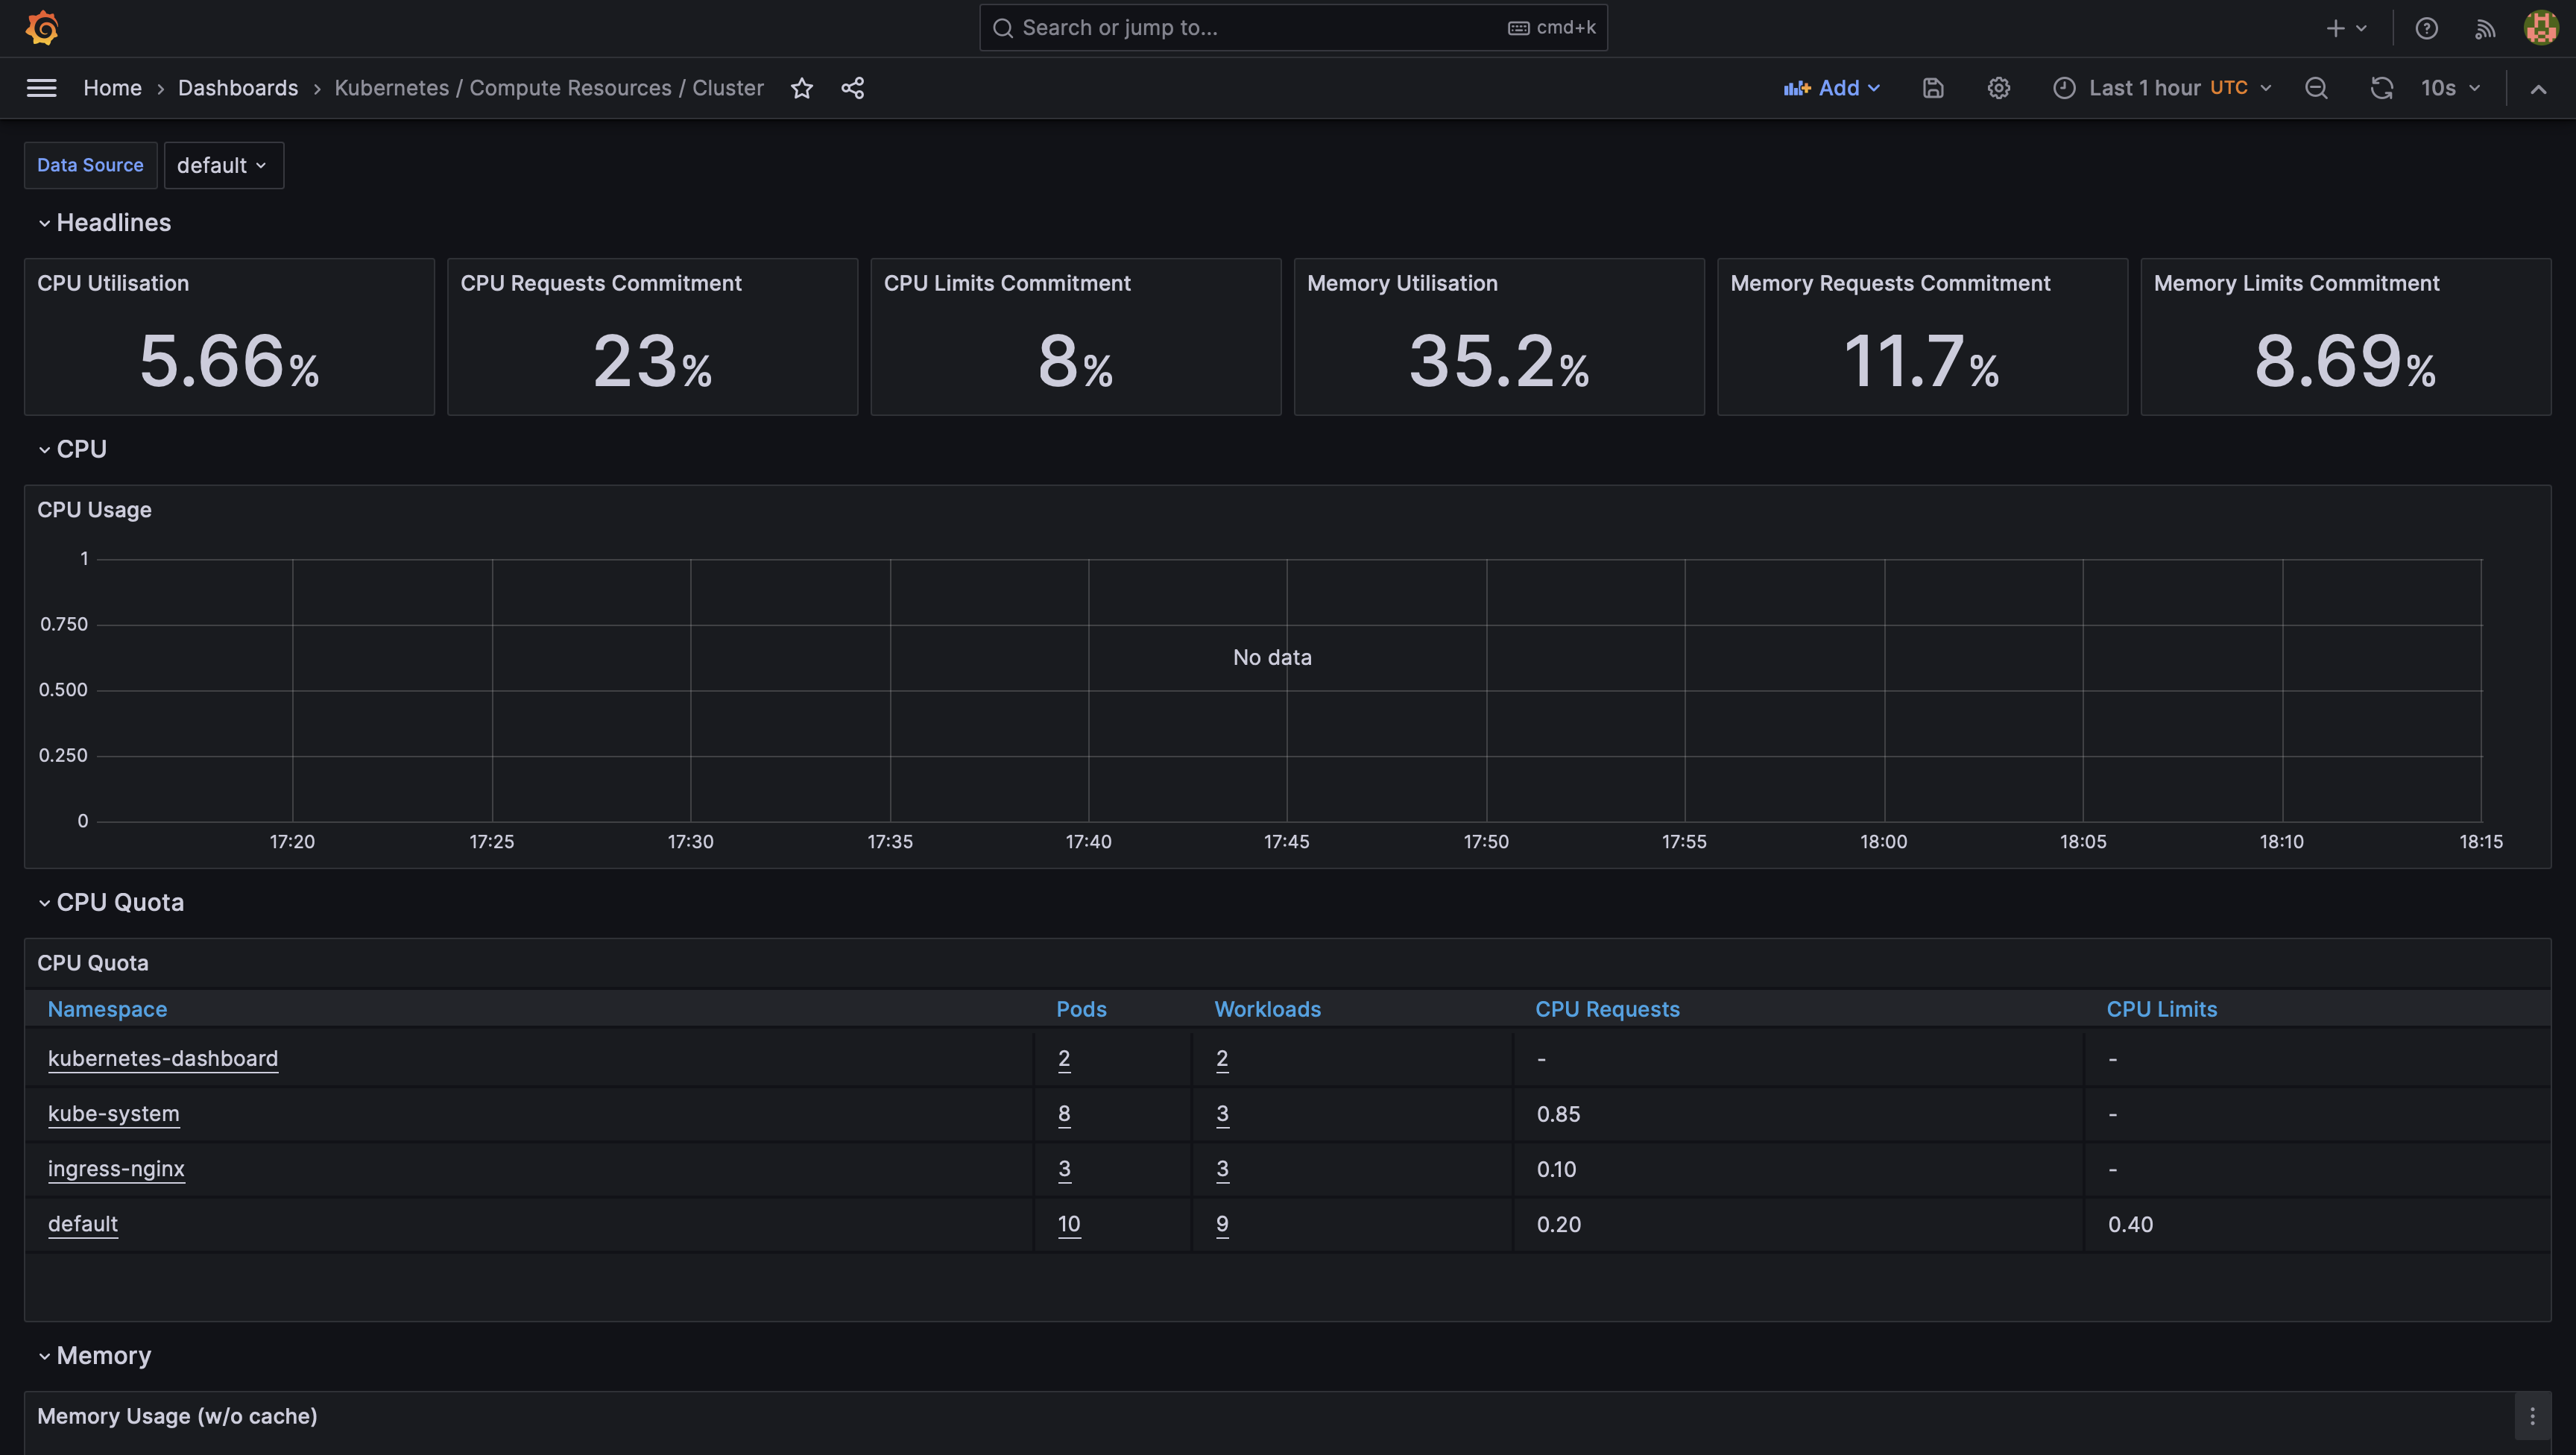 Search or jump to... cmd+k
Home › Dashboards › Kubernetes / Compute Resources / Cluster Add Last 1 hour UTC 10s
Data Source default
Headlines
CPU Utilisation CPU Requests Commitment CPU Limits Commitment Memory Utilisation Memory Requests Commitment Memory Limits Commitment
5.66% 23% 8% 35.2% 11.7% 8.69%
CPU
CPU Usage
1
0.750
No data
0.500
0.250
0
17:20 17:25 17:30 17:35 17:40 17:45 17:50 17:55 18:00 18:05 18:10 18:15
CPU Quota
CPU Quota
Namespace Pods Workloads CPU Requests CPU Limits
kubernetes-dashboard 2 2 - -
kube-system 8 3 0.85 -
ingress-nginx 3 3 0.10 -
default 10 9 0.20 0.40
Memory
Memory Usage (w/o cache)